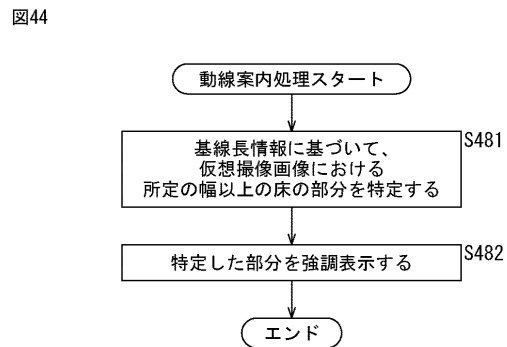 図44
動線案内処理スタート
S481
基線長情報に基づいて、
仮想撮像画像における
所定の幅以上の床の部分を特定する
S482
特定した部分を強調表示する
エンド